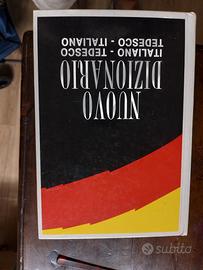 NUOVO
DIZIONARIO
ITALIANO - TEDESCO
TEDESCO - ITALIANO
subito